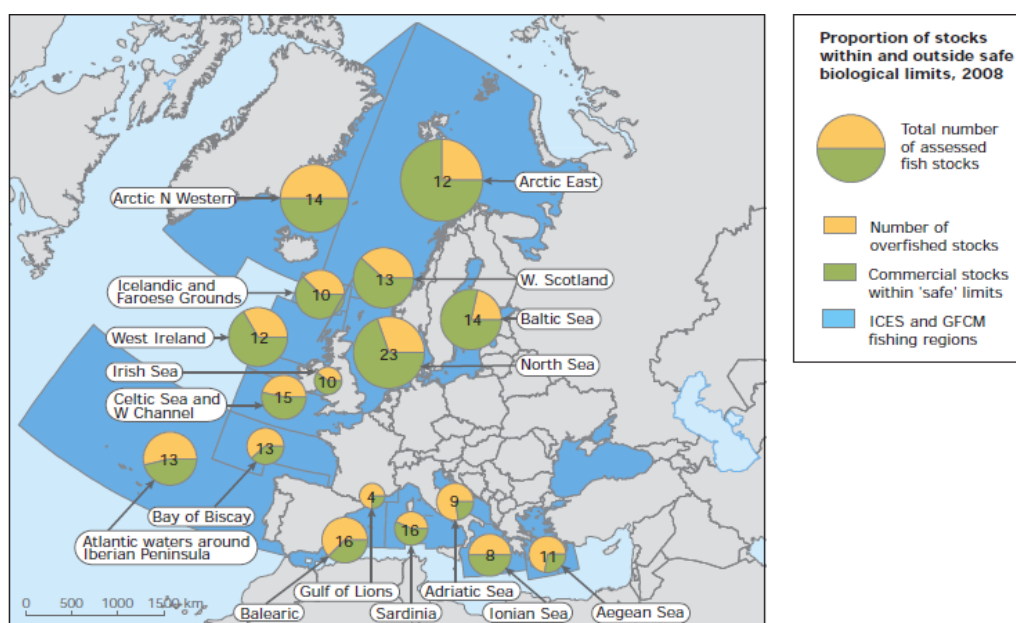 Proportion of stocks
within and outside safe
biological limits, 2008
Total number
of assessed
fish stocks
Number of
overfished stocks
Commercial stocks
within 'safe' limits
ICES and GFCM
fishing regions
12
Arctic East
Arctic N Western
14
13
W. Scotland
Icelandic and
Faroese Grounds
10
14
Baltic Sea
West Ireland
12
23
North Sea
Irish Sea
10
Celtic Sea and
W Channel
15
13
13
Bay of Biscay
Atlantic waters around
Iberian Peninsula
4
9
16
16
8
11
Gulf of Lions
Adriatic Sea
Balearic
Sardinia
Ionian Sea
Aegean Sea
0 500 1000 1500 km